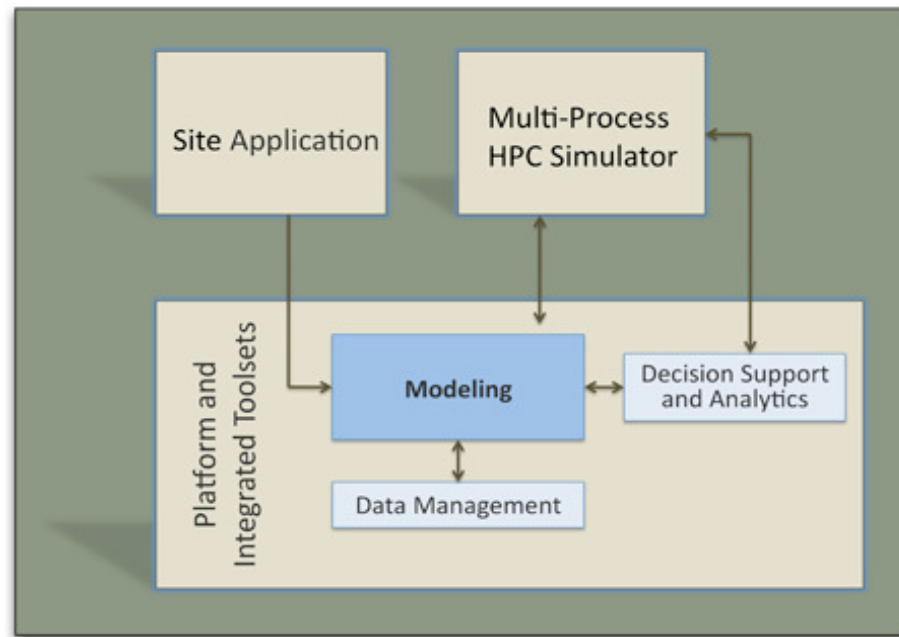 Site Application
Multi-Process
HPC Simulator
Platform and
Integrated Toolsets
Modeling
Decision Support
and Analytics
Data Management